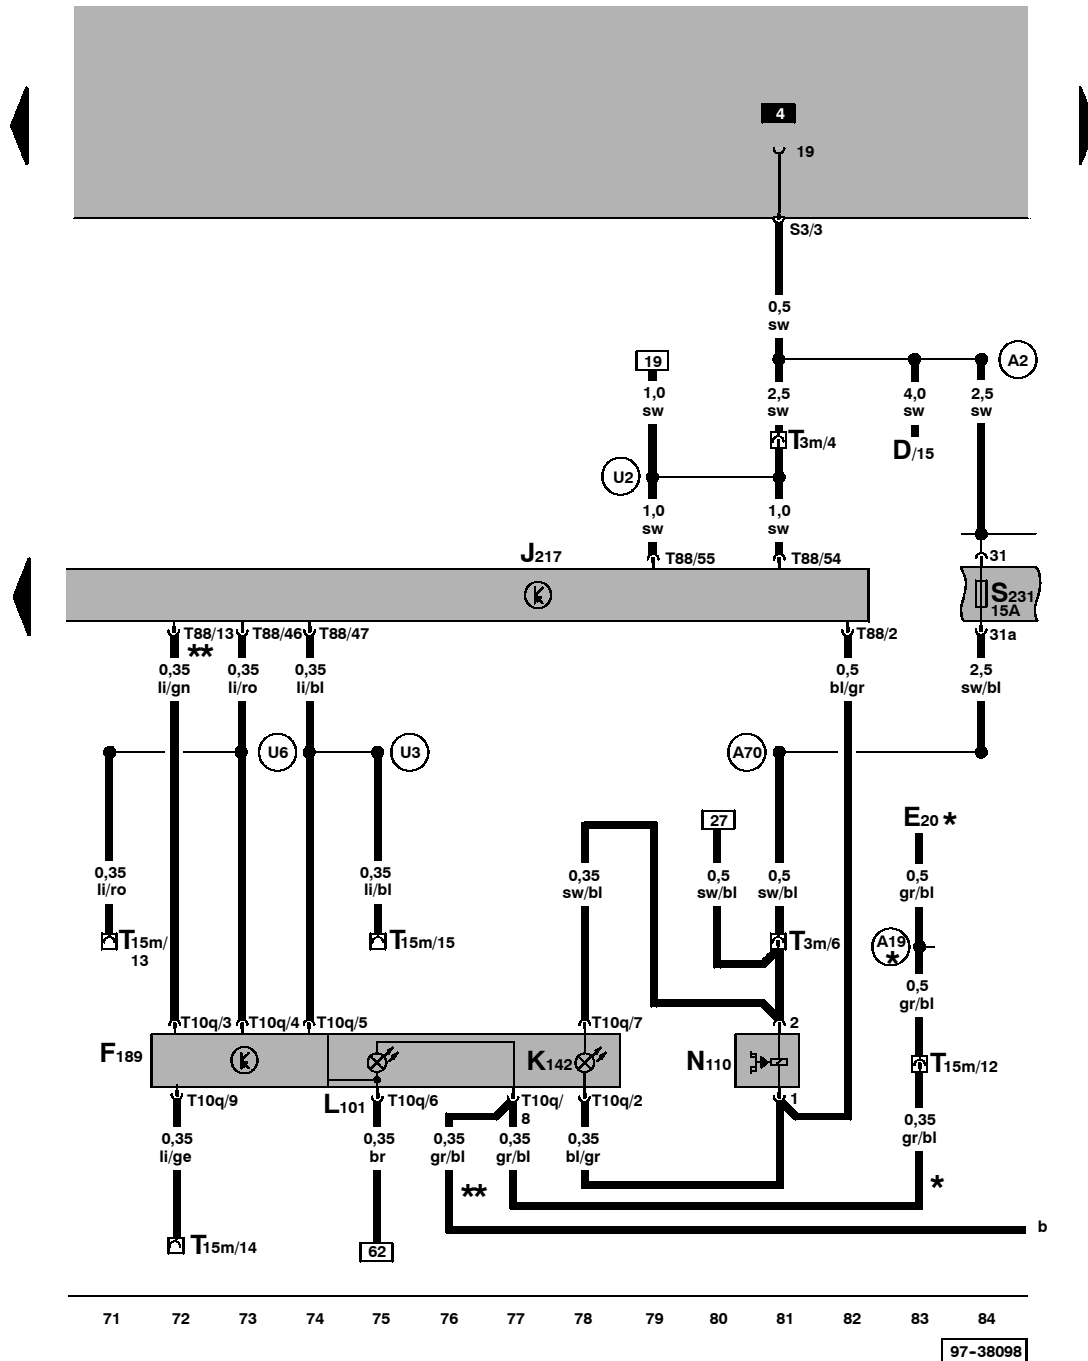 4
19
S3/3
0,5
sw
A2
19
1,0
sw
2,5
sw
4,0
sw
2,5
sw
T3m/4
D/15
U2
1,0
sw
1,0
sw
J217
T88/55
T88/54
31
S231
15A
T88/13
T88/46
T88/47
T88/2
31a
**
0,35
li/gn
0,35
li/ro
0,35
li/bl
0,5
bl/gr
2,5
sw/bl
U6
U3
A70
27
E20 *
0,35
li/ro
0,35
li/bl
0,35
sw/bl
0,5
sw/bl
0,5
sw/bl
0,5
gr/bl
T15m/
13
T15m/15
T3m/6
A19
*
0,5
gr/bl
T10q/3
T10q/4
T10q/5
T10q/7
2
F189
K142
N110
T15m/12
T10q/9
L101
T10q/6
T10q/
8
T10q/2
1
0,35
li/ge
0,35
br
0,35
gr/bl
0,35
gr/bl
0,35
bl/gr
0,35
gr/bl
**
*
b
T15m/14
62
71 72 73 74 75 76 77 78 79 80 81 82 83 84
97-38098